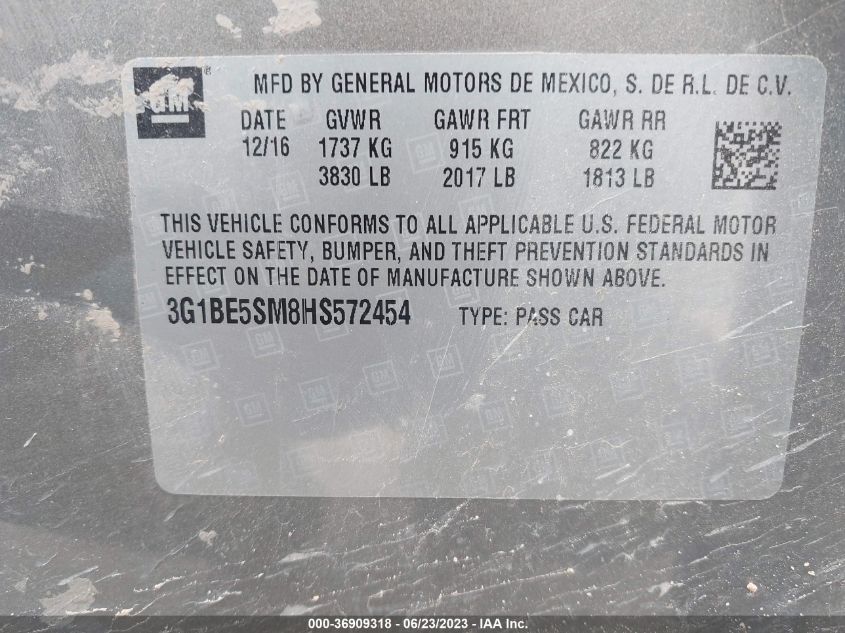 GM ®
MFD BY GENERAL MOTORS DE MEXICO, S. DE R.L. DE C.V.
DATE GVWR GAWR FRT GAWR RR
12/16 1737 KG 915 KG 822 KG
3830 LB 2017 LB 1813 LB
THIS VEHICLE CONFORMS TO ALL APPLICABLE U.S. FEDERAL MOTOR
VEHICLE SAFETY, BUMPER, AND THEFT PREVENTION STANDARDS IN
EFFECT ON THE DATE OF MANUFACTURE SHOWN ABOVE.
3G1BE5SM8HS572454 TYPE: PASS CAR
000-36909318 - 06/23/2023 - IAA Inc.